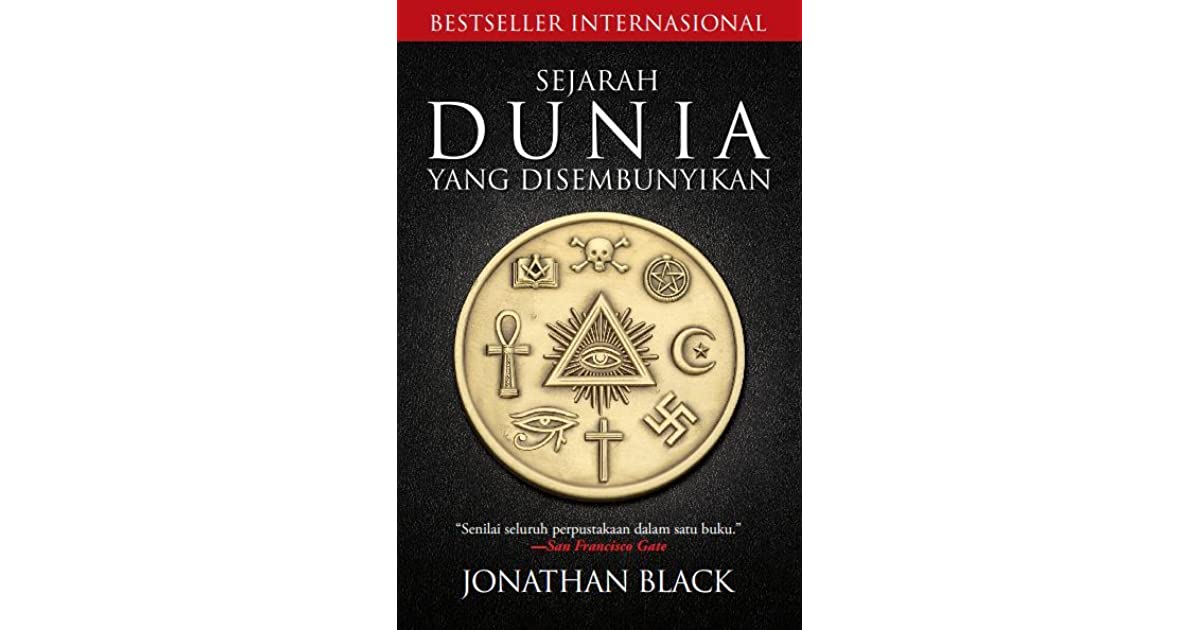 BESTSELLER INTERNASIONAL
SEJARAH
DUNIA
YANG DISEMBUNYIKAN
“Senilai seluruh perpustakaan dalam satu buku.”
—San Francisco Gate
JONATHAN BLACK